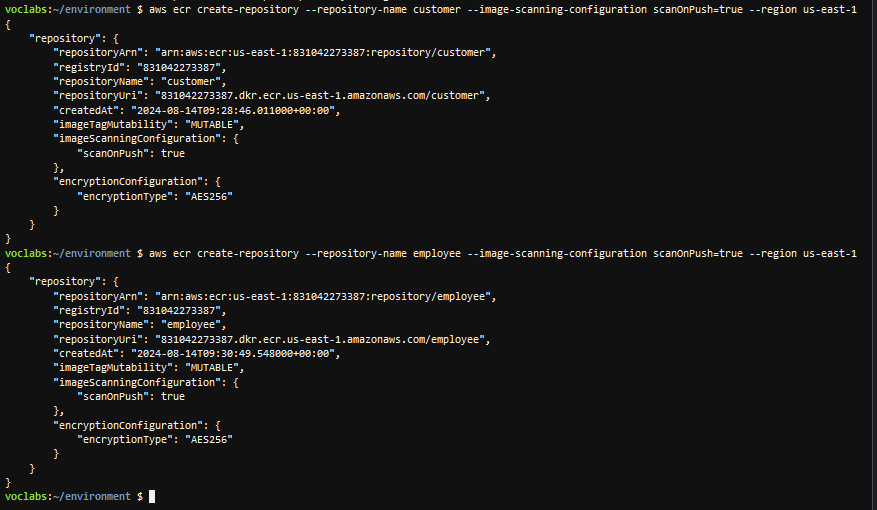 voclabs:~/environment $ aws ecr create-repository --repository-name customer --image-scanning-configuration scanOnPush=true --region us-east-1
{
    "repository": {
        "repositoryArn": "arn:aws:ecr:us-east-1:831042273387:repository/customer",
        "registryId": "831042273387",
        "repositoryName": "customer",
        "repositoryUri": "831042273387.dkr.ecr.us-east-1.amazonaws.com/customer",
        "createdAt": "2024-08-14T09:28:46.011000+00:00",
        "imageTagMutability": "MUTABLE",
        "imageScanningConfiguration": {
            "scanOnPush": true
        },
        "encryptionConfiguration": {
            "encryptionType": "AES256"
        }
    }
}
voclabs:~/environment $ aws ecr create-repository --repository-name employee --image-scanning-configuration scanOnPush=true --region us-east-1
{
    "repository": {
        "repositoryArn": "arn:aws:ecr:us-east-1:831042273387:repository/employee",
        "registryId": "831042273387",
        "repositoryName": "employee",
        "repositoryUri": "831042273387.dkr.ecr.us-east-1.amazonaws.com/employee",
        "createdAt": "2024-08-14T09:30:49.548000+00:00",
        "imageTagMutability": "MUTABLE",
        "imageScanningConfiguration": {
            "scanOnPush": true
        },
        "encryptionConfiguration": {
            "encryptionType": "AES256"
        }
    }
}
voclabs:~/environment $